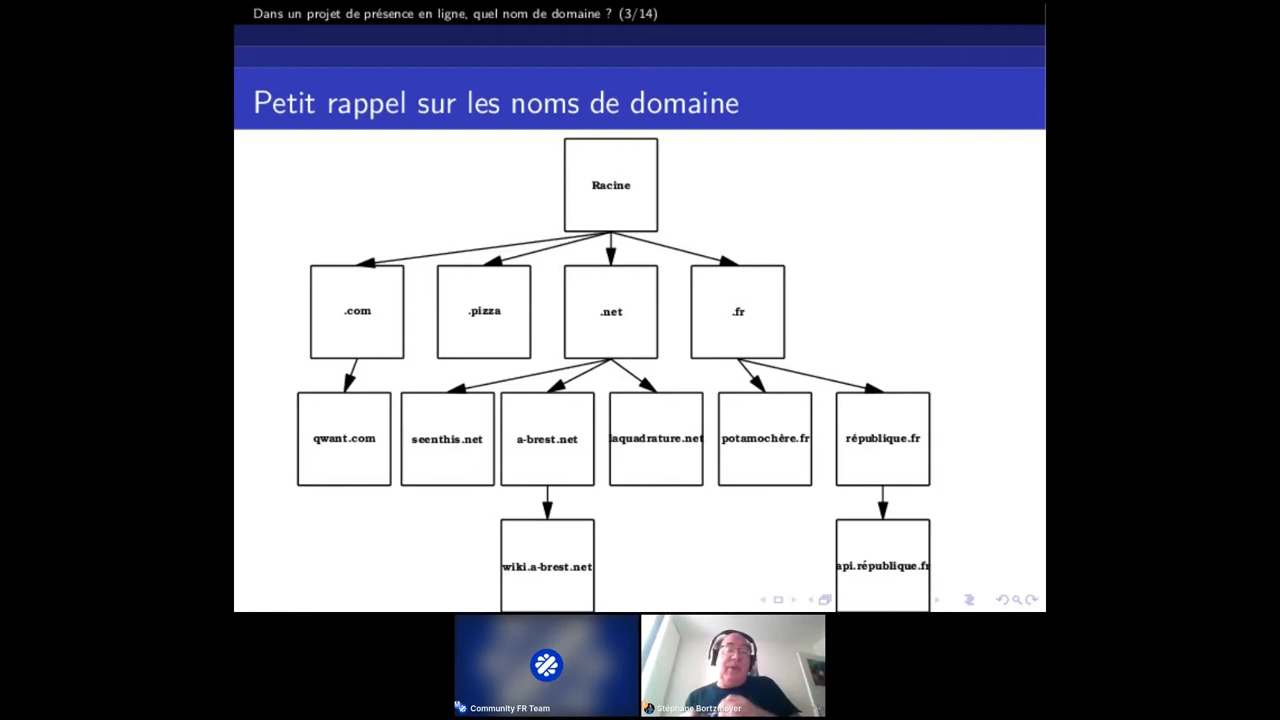 Dans un projet de présence en ligne, quel nom de domaine ? (3/14)
Petit rappel sur les noms de domaine
Racine
.com
.pizza
.net
.fr
qwant.com
seenthis.net
a-brest.net
laquadrature.net
potamochère.fr
république.fr
wiki.a-brest.net
api.république.fr
Community FR Team
Stéphane Bortzmeyer